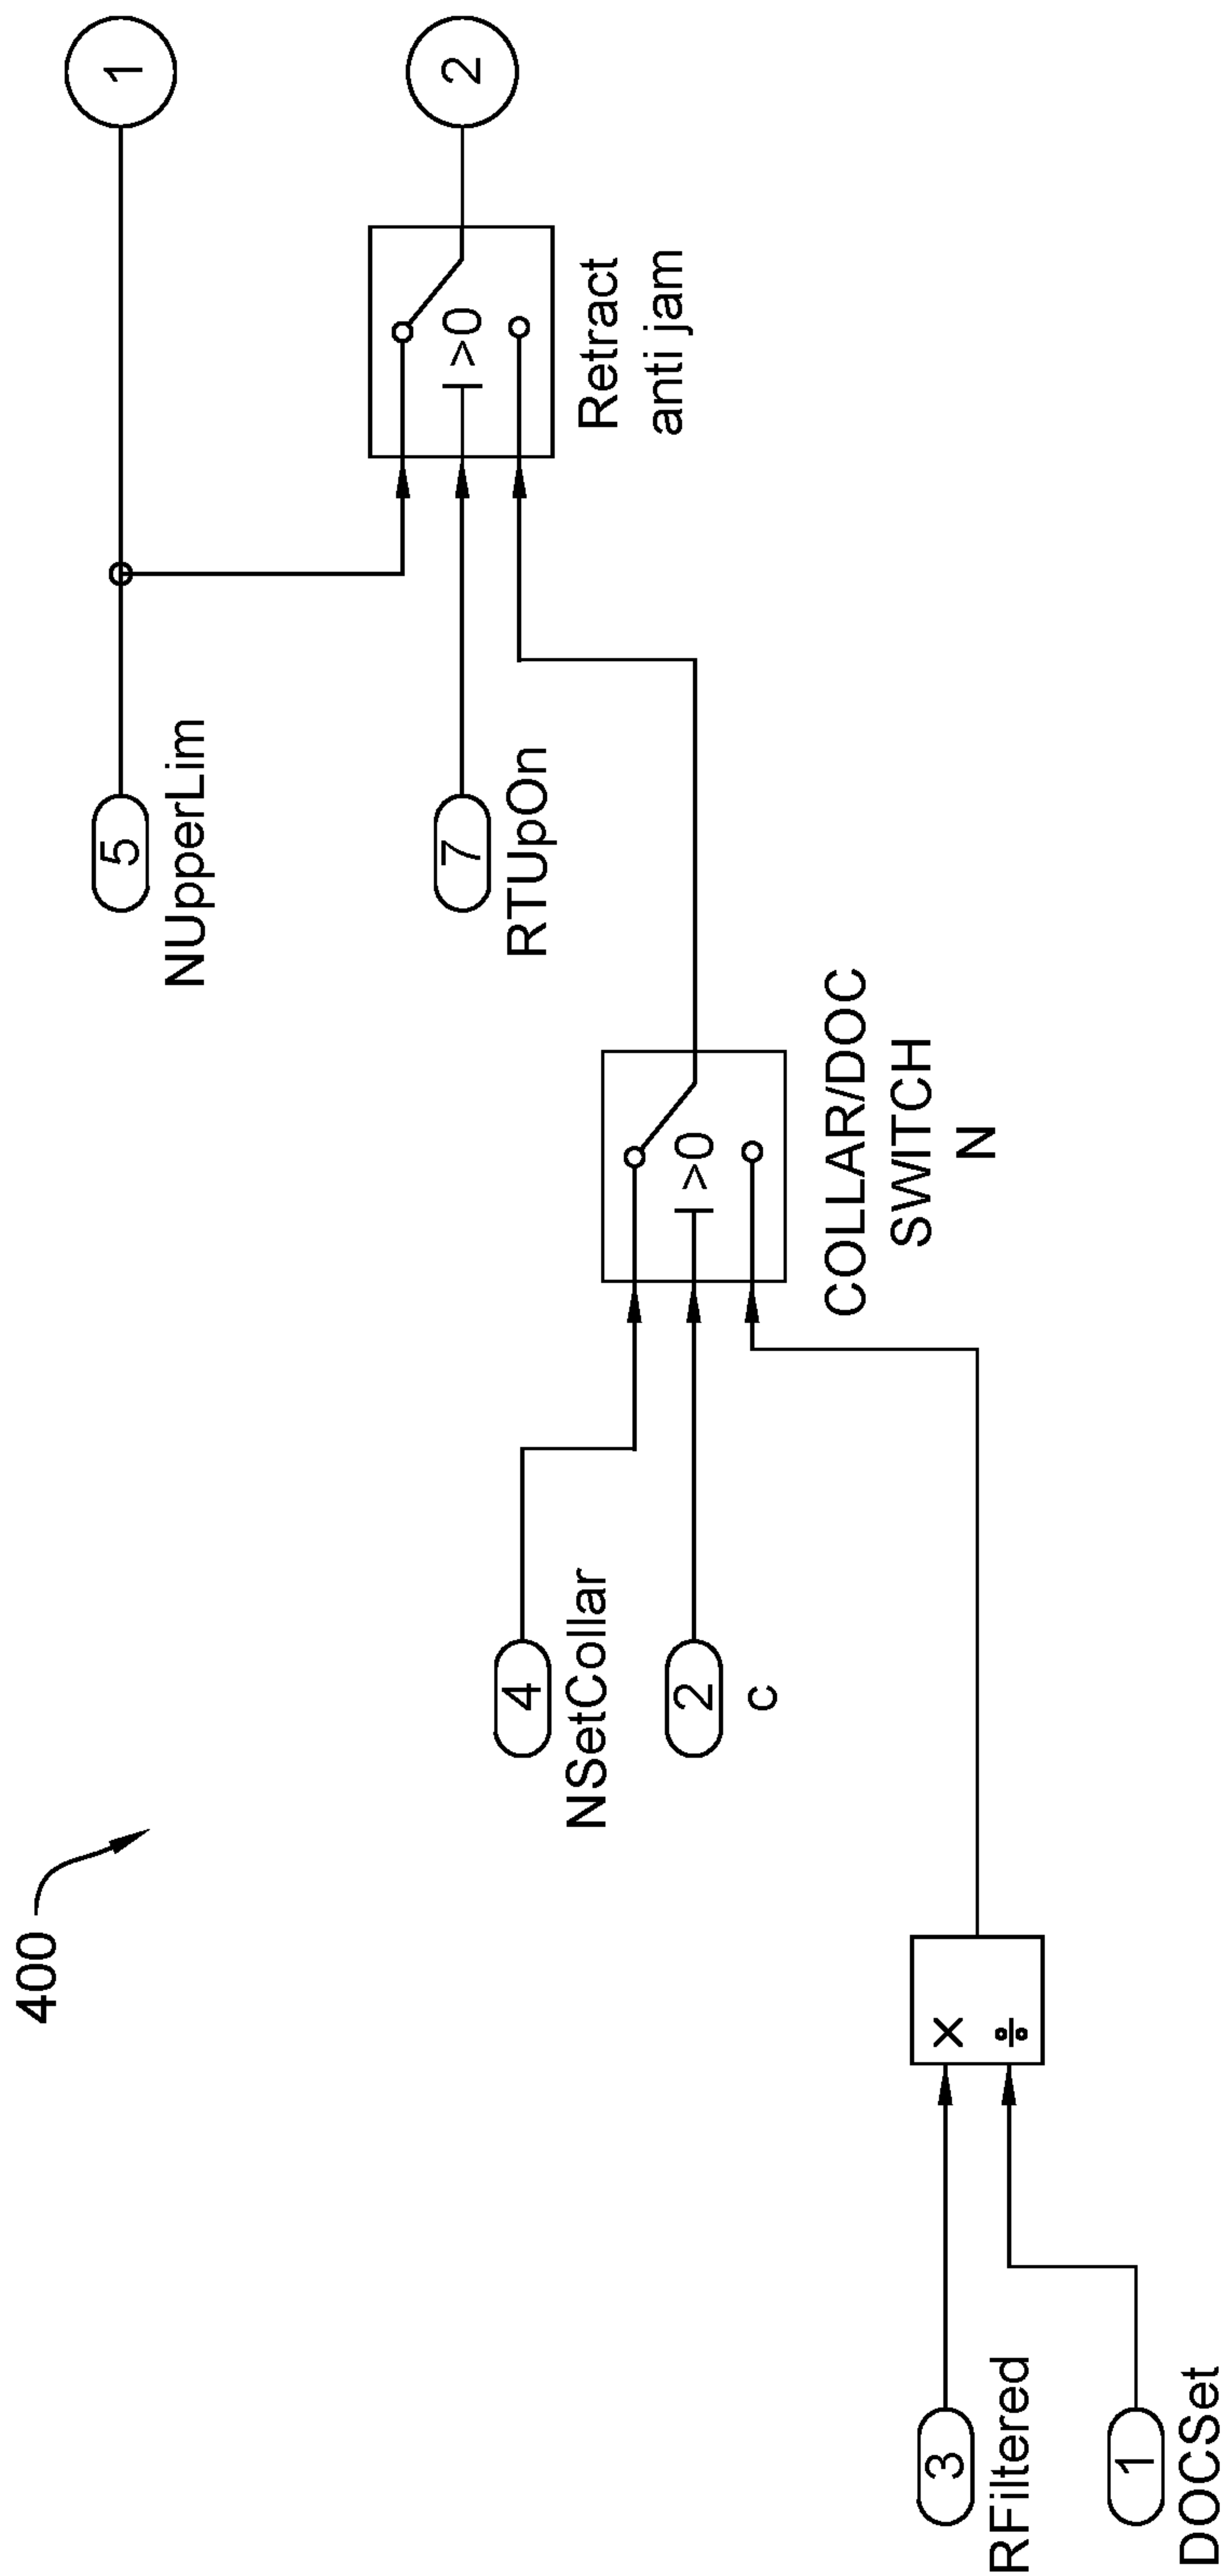 400
5
NUpperLim
1
7
RTUpOn
>0
2
Retract
anti jam
4
NSetCollar
2
c
>0
COLLAR/DOC
SWITCH
N
3
RFiltered
×
÷
1
DOCSet